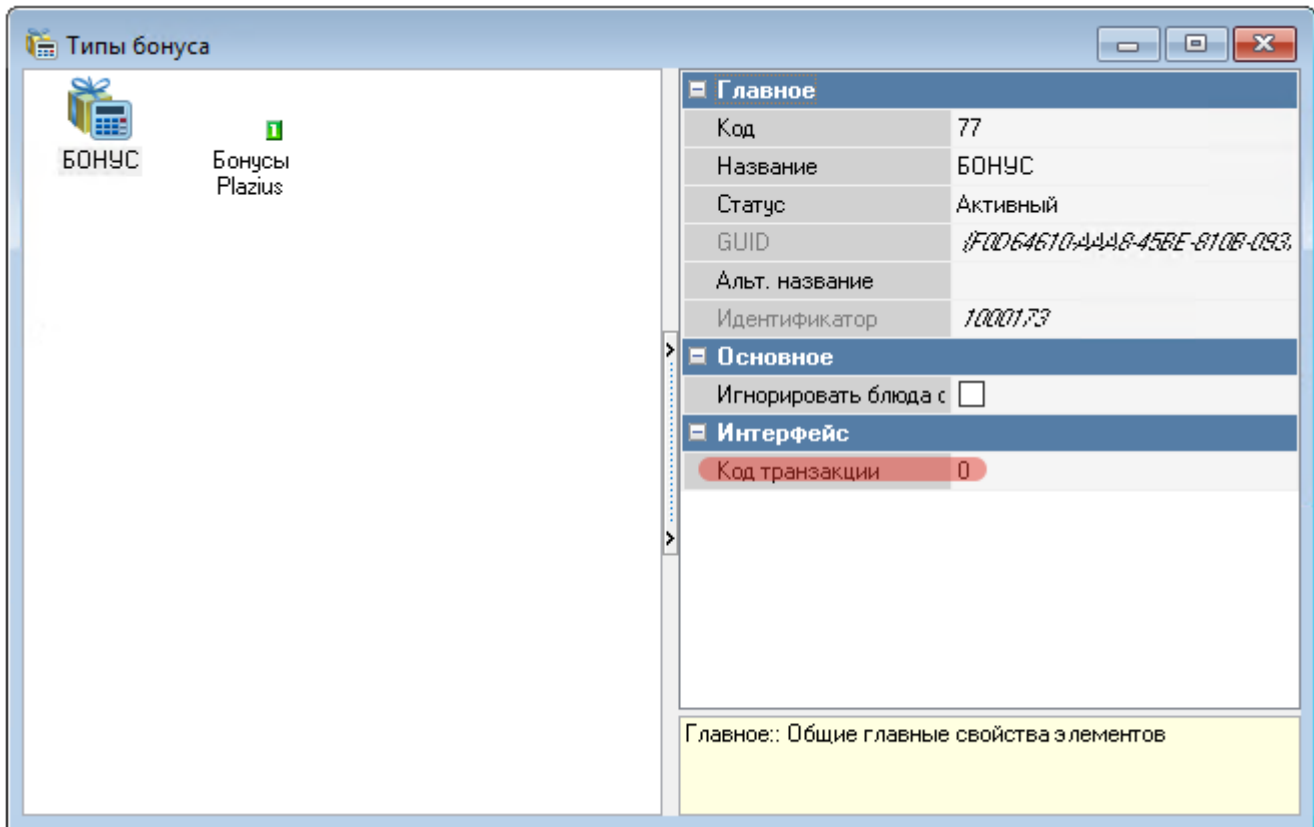 Типы бонуса
БОНУС
1
Бонусы
Plazius
Главное
Код 77
Название БОНУС
Статус Активный
GUID {F0D64610-AAA8-45BE-810B-093
Альт. название
Идентификатор 1000173
Основное
Игнорировать блюда с
Интерфейс
Код транзакции 0
Главное:: Общие главные свойства элементов